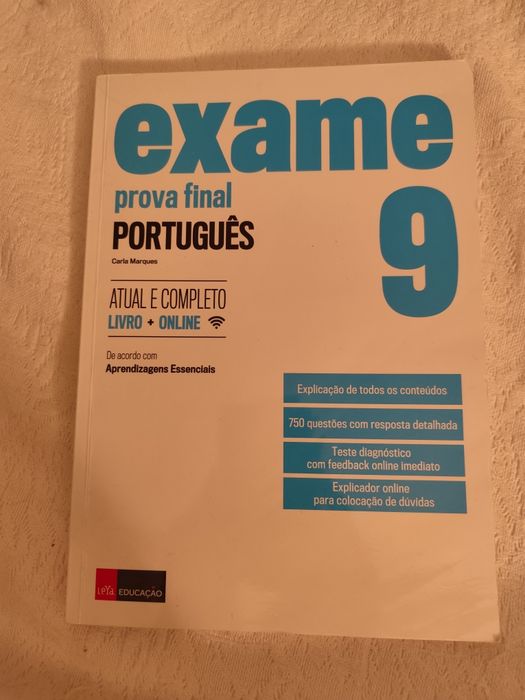 exame
prova final
9
PORTUGUÊS
Carla Marques
ATUAL E COMPLETO
LIVRO + ONLINE
De acordo com
Aprendizagens Essenciais
Explicação de todos os conteúdos
750 questões com resposta detalhada
Teste diagnóstico
com feedback online imediato
Explicador online
para colocação de dúvidas
leYa EDUCAÇÃO